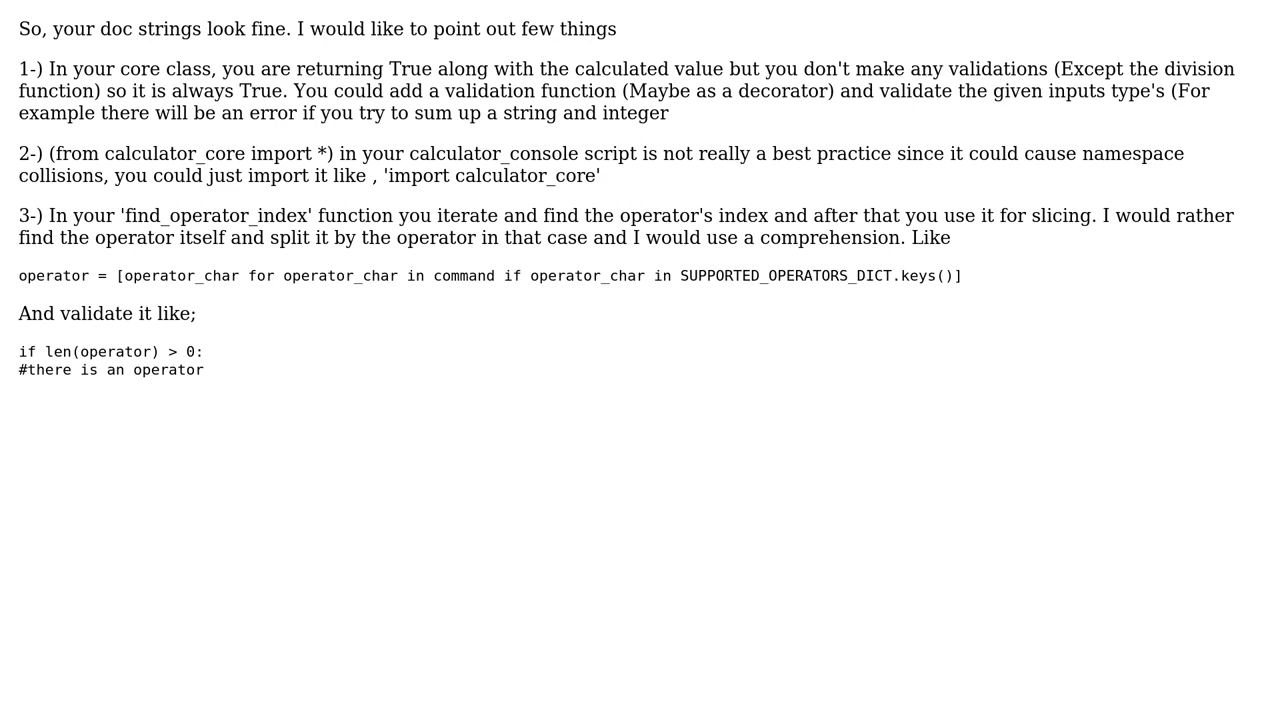 So, your doc strings look fine. I would like to point out few things
1-) In your core class, you are returning True along with the calculated value but you don't make any validations (Except the division
function) so it is always True. You could add a validation function (Maybe as a decorator) and validate the given inputs type's (For
example there will be an error if you try to sum up a string and integer
2-) (from calculator_core import *) in your calculator_console script is not really a best practice since it could cause namespace
collisions, you could just import it like , 'import calculator_core'
3-) In your 'find_operator_index' function you iterate and find the operator's index and after that you use it for slicing. I would rather
find the operator itself and split it by the operator in that case and I would use a comprehension. Like
operator = [operator_char for operator_char in command if operator_char in SUPPORTED_OPERATORS_DICT.keys()]
And validate it like;
if len(operator) > 0:
#there is an operator